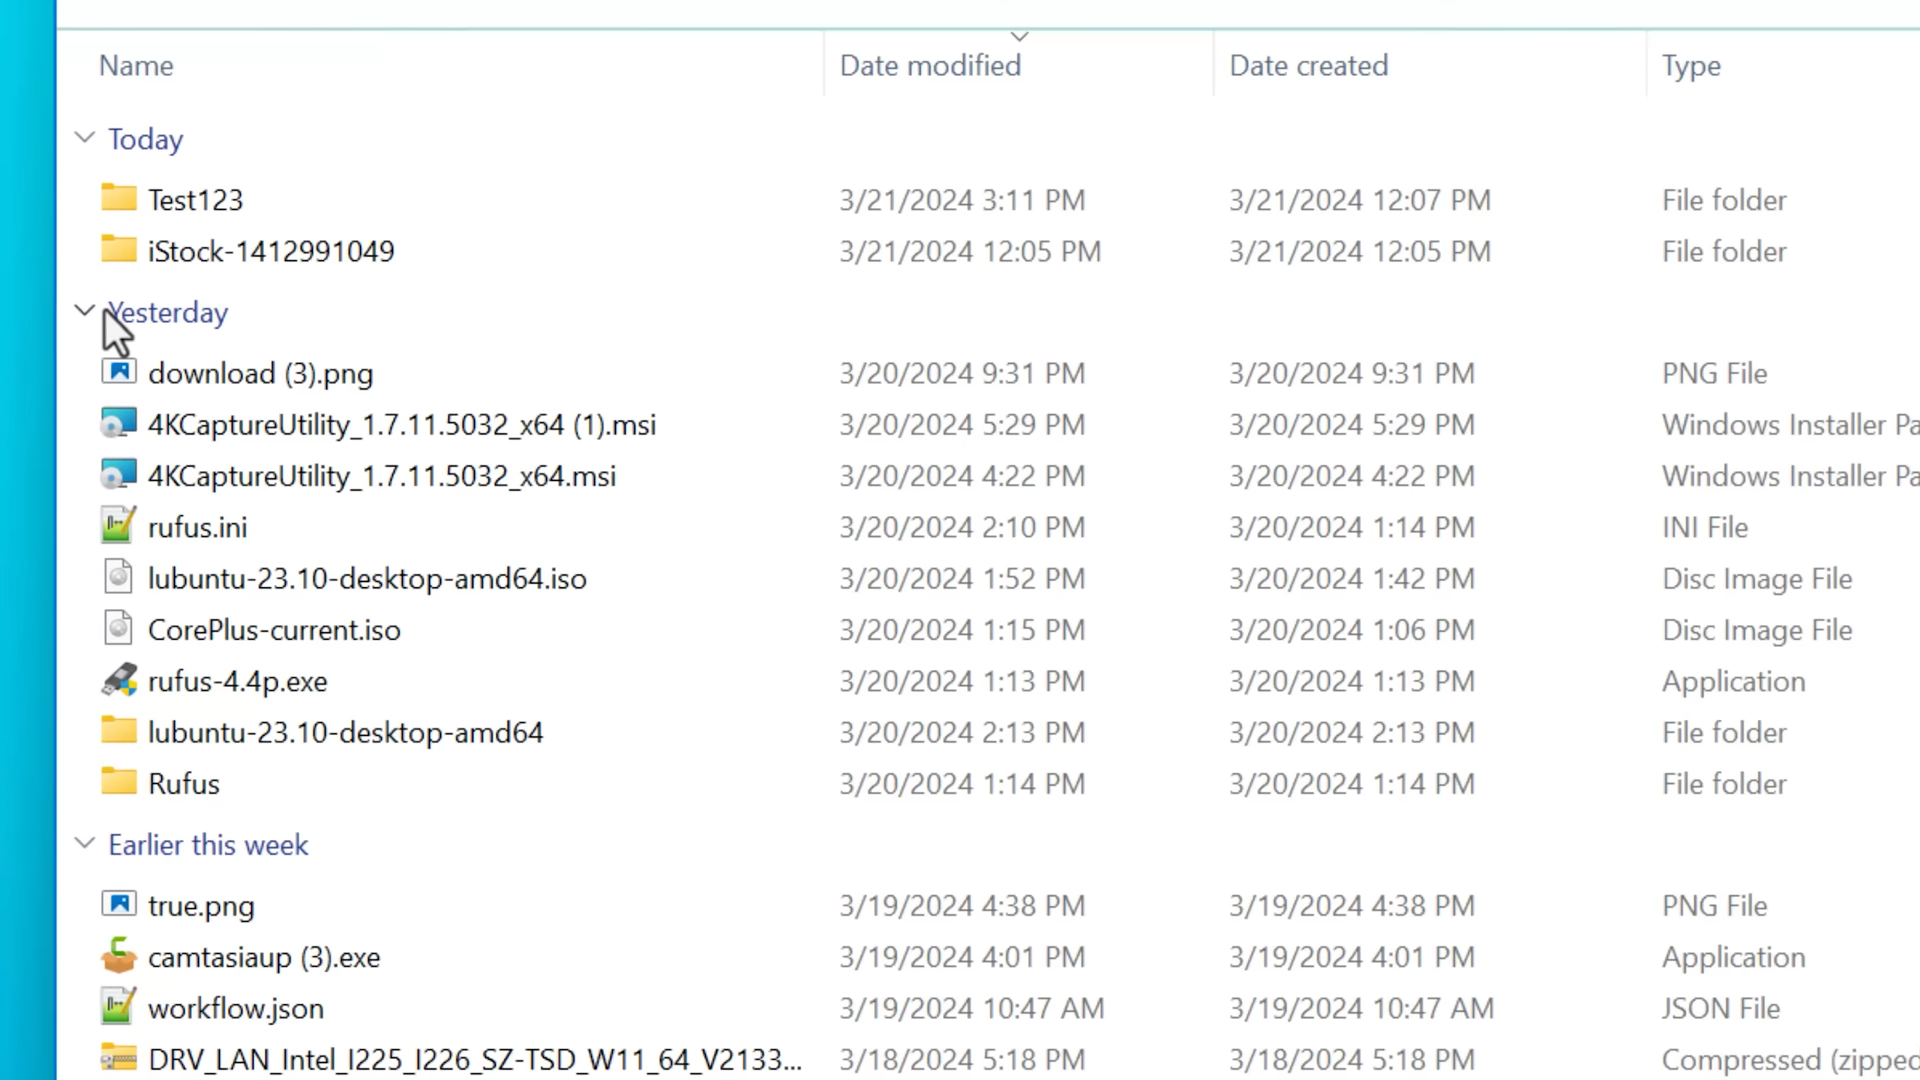 Name Date modified Date created Type
Today
Test123 3/21/2024 3:11 PM 3/21/2024 12:07 PM File folder
iStock-1412991049 3/21/2024 12:05 PM 3/21/2024 12:05 PM File folder
Yesterday
download (3).png 3/20/2024 9:31 PM 3/20/2024 9:31 PM PNG File
4KCaptureUtility_1.7.11.5032_x64 (1).msi 3/20/2024 5:29 PM 3/20/2024 5:29 PM Windows Installer Pa
4KCaptureUtility_1.7.11.5032_x64.msi 3/20/2024 4:22 PM 3/20/2024 4:22 PM Windows Installer Pa
rufus.ini 3/20/2024 2:10 PM 3/20/2024 1:14 PM INI File
lubuntu-23.10-desktop-amd64.iso 3/20/2024 1:52 PM 3/20/2024 1:42 PM Disc Image File
CorePlus-current.iso 3/20/2024 1:15 PM 3/20/2024 1:06 PM Disc Image File
rufus-4.4p.exe 3/20/2024 1:13 PM 3/20/2024 1:13 PM Application
lubuntu-23.10-desktop-amd64 3/20/2024 2:13 PM 3/20/2024 2:13 PM File folder
Rufus 3/20/2024 1:14 PM 3/20/2024 1:14 PM File folder
Earlier this week
true.png 3/19/2024 4:38 PM 3/19/2024 4:38 PM PNG File
camtasiaup (3).exe 3/19/2024 4:01 PM 3/19/2024 4:01 PM Application
workflow.json 3/19/2024 10:47 AM 3/19/2024 10:47 AM JSON File
DRV_LAN_Intel_I225_I226_SZ-TSD_W11_64_V2133... 3/18/2024 5:18 PM 3/18/2024 5:18 PM Compressed (zipped